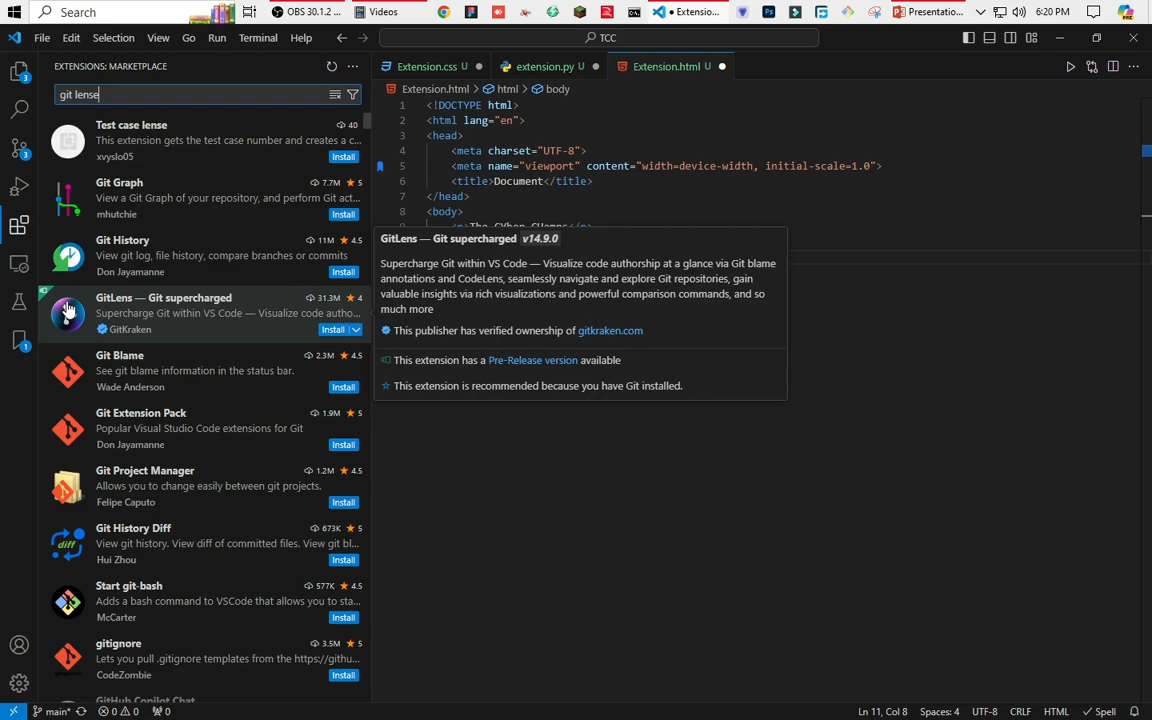 Search
OBS 30.1.2 ...
Videos
Extensio...
Presentatio...
6:20 PM
File Edit Selection View Go Run Terminal Help
TCC
EXTENSIONS: MARKETPLACE
Extension.css U
extension.py U
Extension.html U
git lense
Extension.html > html > body
1 <!DOCTYPE html>
2 <html lang="en">
3 <head>
4 <meta charset="UTF-8">
5 <meta name="viewport" content="width=device-width, initial-scale=1.0">
6 <title>Document</title>
7 </head>
8 <body>
Test case lense 40
This extension gets the test case number and creates a c...
xvyslo05 Install
Git Graph 7.7M 5
View a Git Graph of your repository, and perform Git act...
mhutchie Install
Git History 11M 4.5
View git log, file history, compare branches or commits
Don Jayamanne Install
GitLens — Git supercharged 31.3M 4
Supercharge Git within VS Code — Visualize code autho...
GitKraken Install
Git Blame 2.3M 4.5
See git blame information in the status bar.
Wade Anderson Install
Git Extension Pack 1.9M 5
Popular Visual Studio Code extensions for Git
Don Jayamanne Install
Git Project Manager 1.2M 4.5
Allows you to change easily between git projects.
Felipe Caputo Install
Git History Diff 673K 5
View git history. View diff of committed files. View git bl...
Hui Zhou Install
Start git-bash 577K 4.5
Adds a bash command to VSCode that allows you to sta...
McCarter Install
gitignore 3.5M 5
Lets you pull .gitignore templates from the https://githu...
CodeZombie Install
GitHub Copilot Chat
GitLens — Git supercharged v14.9.0
Supercharge Git within VS Code — Visualize code authorship at a glance via Git blame
annotations and CodeLens, seamlessly navigate and explore Git repositories, gain
valuable insights via rich visualizations and powerful comparison commands, and so
much more
This publisher has verified ownership of gitkraken.com
This extension has a Pre-Release version available
This extension is recommended because you have Git installed.
3
3
1
main* 0 0 0
Ln 11, Col 8 Spaces: 4 UTF-8 CRLF HTML Spell